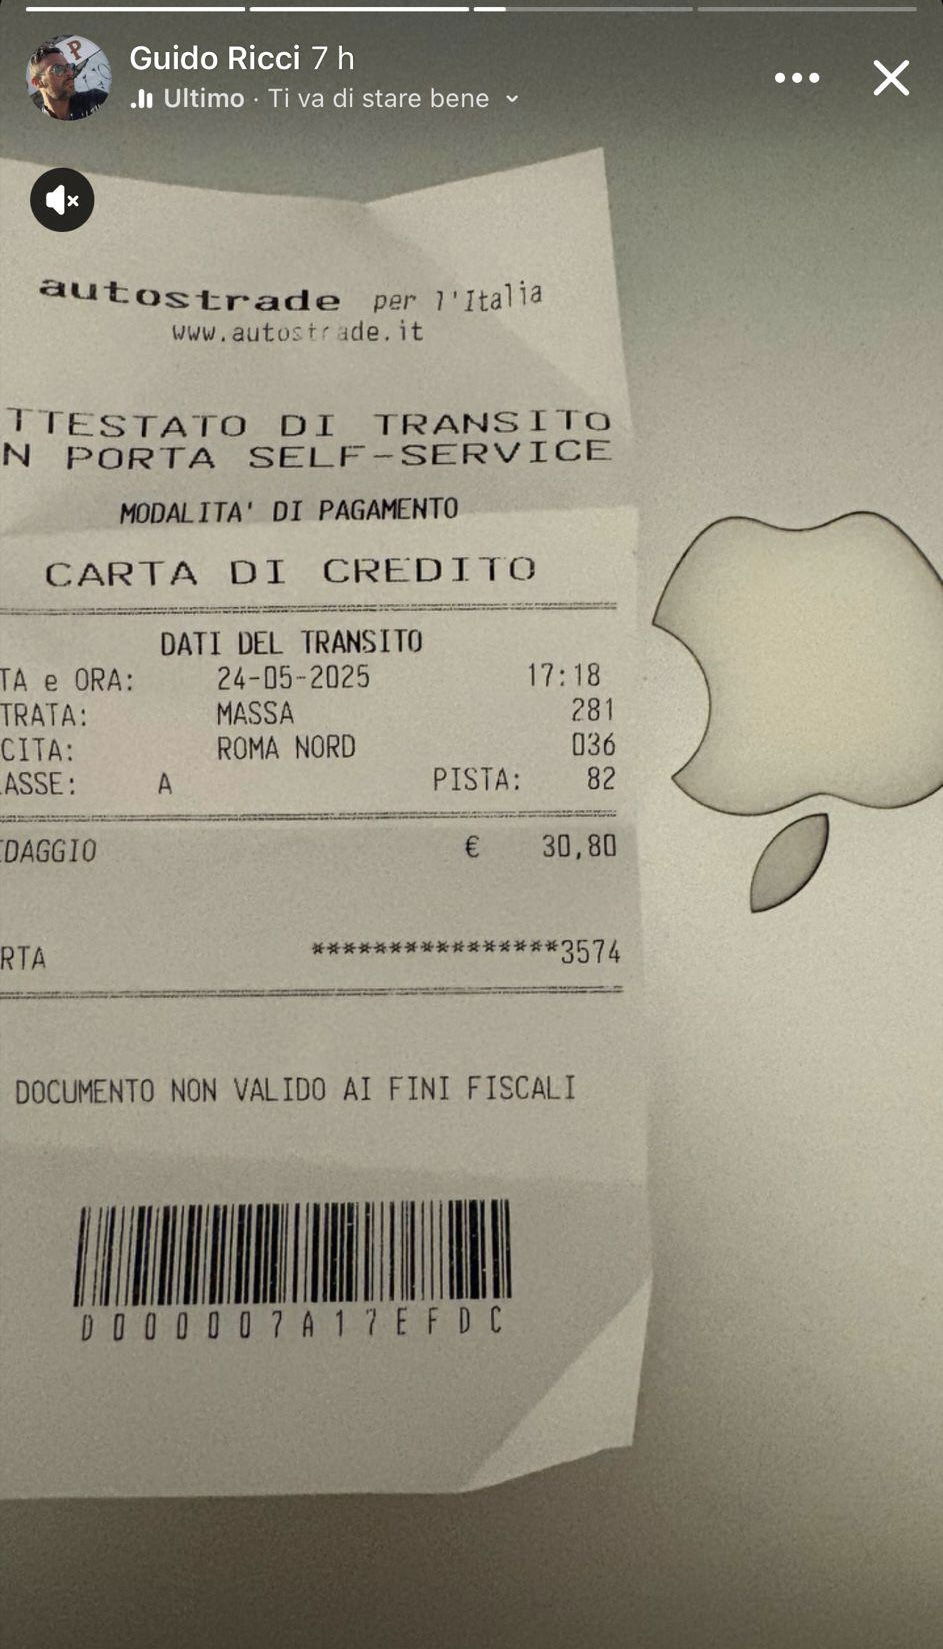 Guido Ricci 7 h
Ultimo · Ti va di stare bene
autostrade per l'Italia
www.autostrade.it
TTESTATO DI TRANSITO
N PORTA SELF-SERVICE
MODALITA' DI PAGAMENTO
CARTA DI CREDITO
DATI DEL TRANSITO
TA e ORA: 24-05-2025 17:18
TRATA: MASSA 281
CITA: ROMA NORD 036
LASSE: A PISTA: 82
EDAGGIO € 30,80
RTA ****************3574
DOCUMENTO NON VALIDO AI FINI FISCALI
D000007A17EFDC